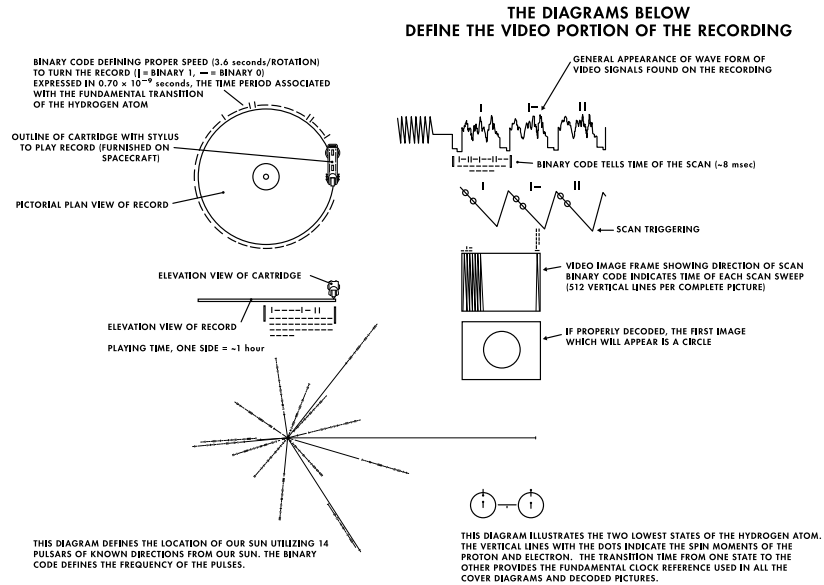 THE DIAGRAMS BELOW
DEFINE THE VIDEO PORTION OF THE RECORDING
BINARY CODE DEFINING PROPER SPEED (3.6 seconds/ROTATION)
TO TURN THE RECORD (| = BINARY 1, — = BINARY 0)
EXPRESSED IN 0.70 × 10⁻⁹ seconds, THE TIME PERIOD ASSOCIATED
WITH THE FUNDAMENTAL TRANSITION
OF THE HYDROGEN ATOM
OUTLINE OF CARTRIDGE WITH STYLUS
TO PLAY RECORD (FURNISHED ON
SPACECRAFT)
PICTORIAL PLAN VIEW OF RECORD
ELEVATION VIEW OF CARTRIDGE
ELEVATION VIEW OF RECORD
PLAYING TIME, ONE SIDE = ~1 hour
GENERAL APPEARANCE OF WAVE FORM OF
VIDEO SIGNALS FOUND ON THE RECORDING
BINARY CODE TELLS TIME OF THE SCAN (~8 msec)
SCAN TRIGGERING
VIDEO IMAGE FRAME SHOWING DIRECTION OF SCAN
BINARY CODE INDICATES TIME OF EACH SCAN SWEEP
(512 VERTICAL LINES PER COMPLETE PICTURE)
IF PROPERLY DECODED, THE FIRST IMAGE
WHICH WILL APPEAR IS A CIRCLE
THIS DIAGRAM DEFINES THE LOCATION OF OUR SUN UTILIZING 14
PULSARS OF KNOWN DIRECTIONS FROM OUR SUN. THE BINARY
CODE DEFINES THE FREQUENCY OF THE PULSES.
THIS DIAGRAM ILLUSTRATES THE TWO LOWEST STATES OF THE HYDROGEN ATOM.
THE VERTICAL LINES WITH THE DOTS INDICATE THE SPIN MOMENTS OF THE
PROTON AND ELECTRON. THE TRANSITION TIME FROM ONE STATE TO THE
OTHER PROVIDES THE FUNDAMENTAL CLOCK REFERENCE USED IN ALL THE
COVER DIAGRAMS AND DECODED PICTURES.